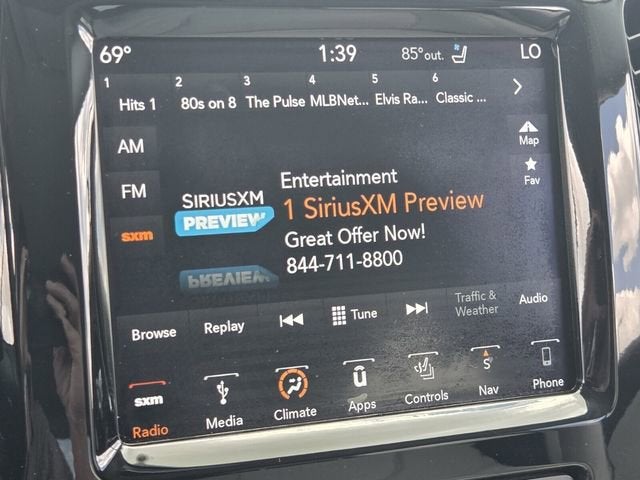 69° 1:39 85°out. LO
1 2 3 4 5 6
Hits 1 80s on 8 The Pulse MLBNet... Elvis Ra... Classic ...
AM
Map
FM
Fav
sxm
SIRIUSXM
PREVIEW
Entertainment
1 SiriusXM Preview
Great Offer Now!
844-711-8800
PREVIEW
Browse Replay Tune Traffic & Weather Audio
sxm
S
Radio Media Climate Apps Controls Nav Phone